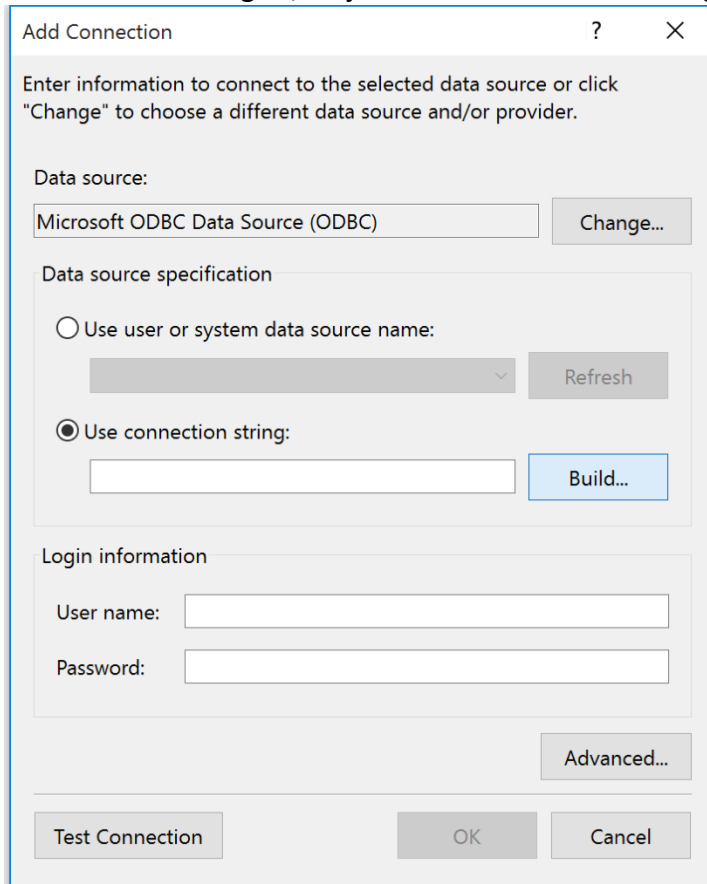 Add Connection ?
Enter information to connect to the selected data source or click
"Change" to choose a different data source and/or provider.
Data source:
Microsoft ODBC Data Source (ODBC)
Change...
Data source specification
Use user or system data source name:
Refresh
Use connection string:
Build...
Login information
User name:
Password:
Advanced...
Test Connection
OK
Cancel